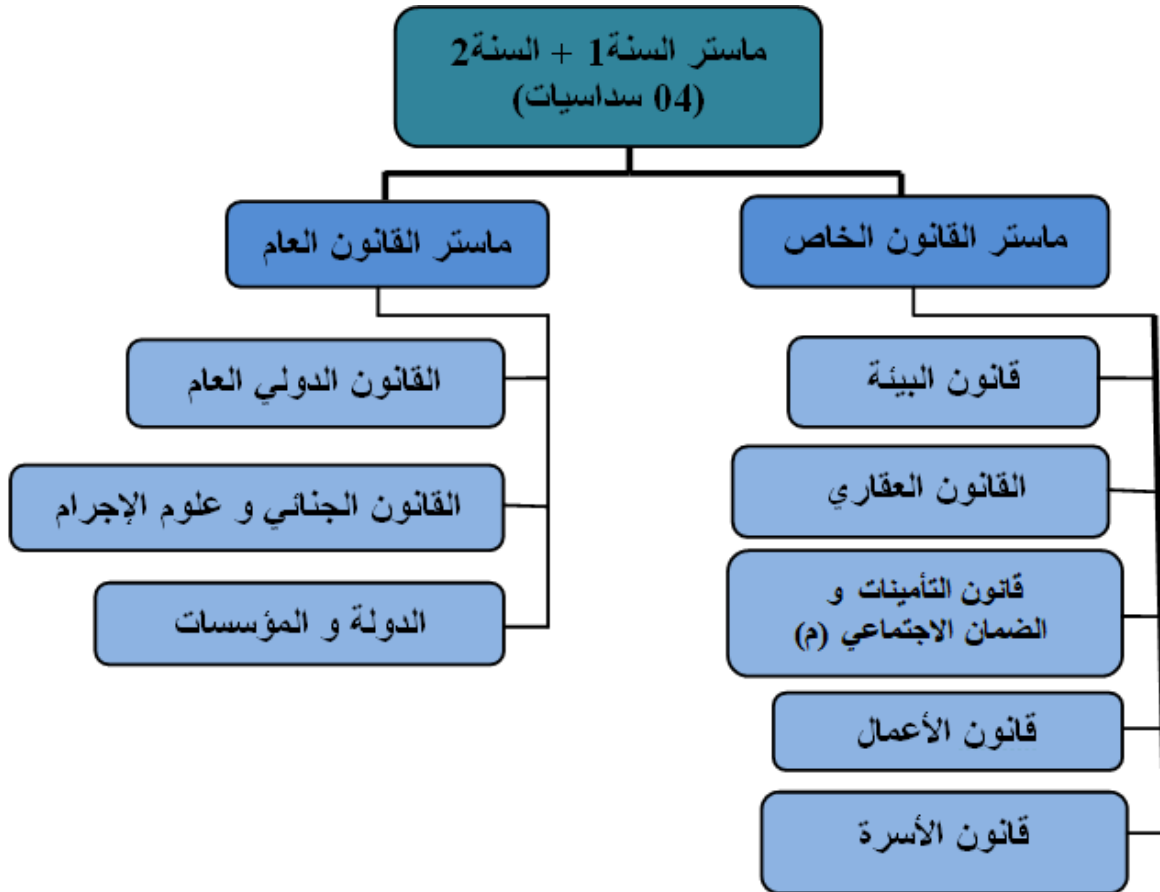 ماستر السنة1 + السنة2
(04 سداسيات)
ماستر القانون الخاص
قانون البيئة
القانون العقاري
قانون التأمينات و
الضمان الاجتماعي (م)
قانون الأعمال
قانون الأسرة
ماستر القانون العام
القانون الدولي العام
القانون الجنائي و علوم الإجرام
الدولة و المؤسسات